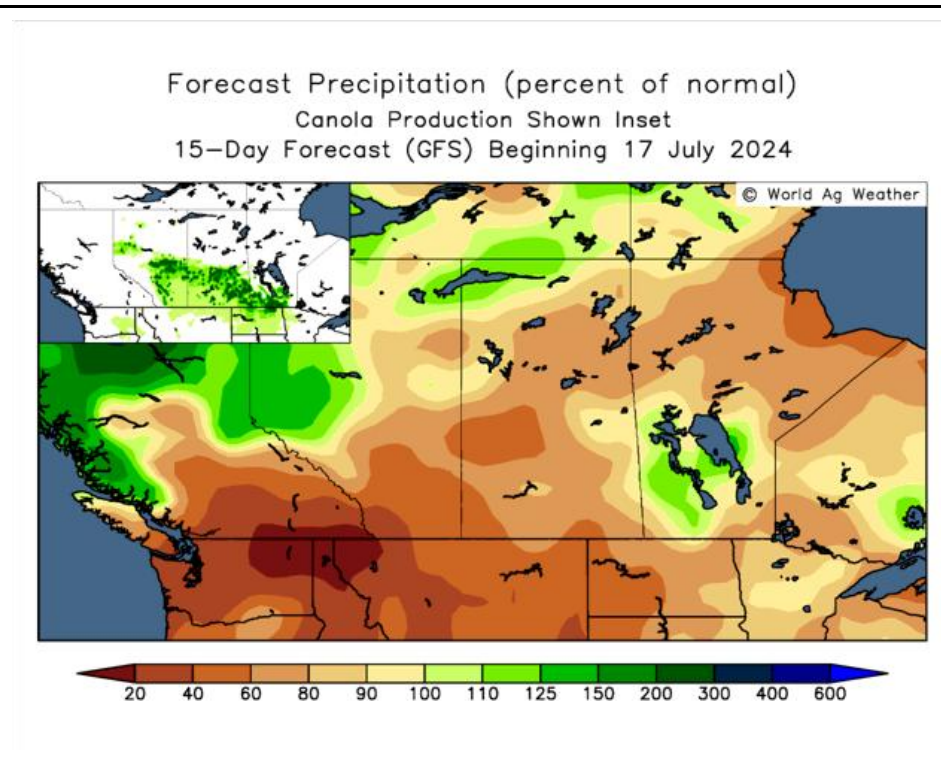 Forecast Precipitation (percent of normal)
Canola Production Shown Inset
15-Day Forecast (GFS) Beginning 17 July 2024
© World Ag Weather
20 40 60 80 90 100 110 125 150 200 300 400 600